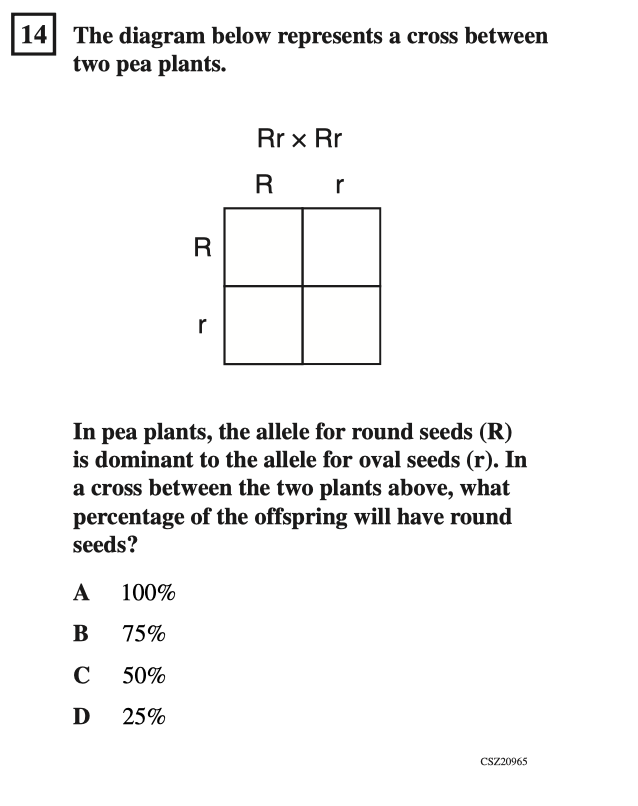 14 The diagram below represents a cross between
two pea plants.
Rr × Rr
R r
R
r
In pea plants, the allele for round seeds (R)
is dominant to the allele for oval seeds (r). In
a cross between the two plants above, what
percentage of the offspring will have round
seeds?
A 100%
B 75%
C 50%
D 25%
CSZ20965